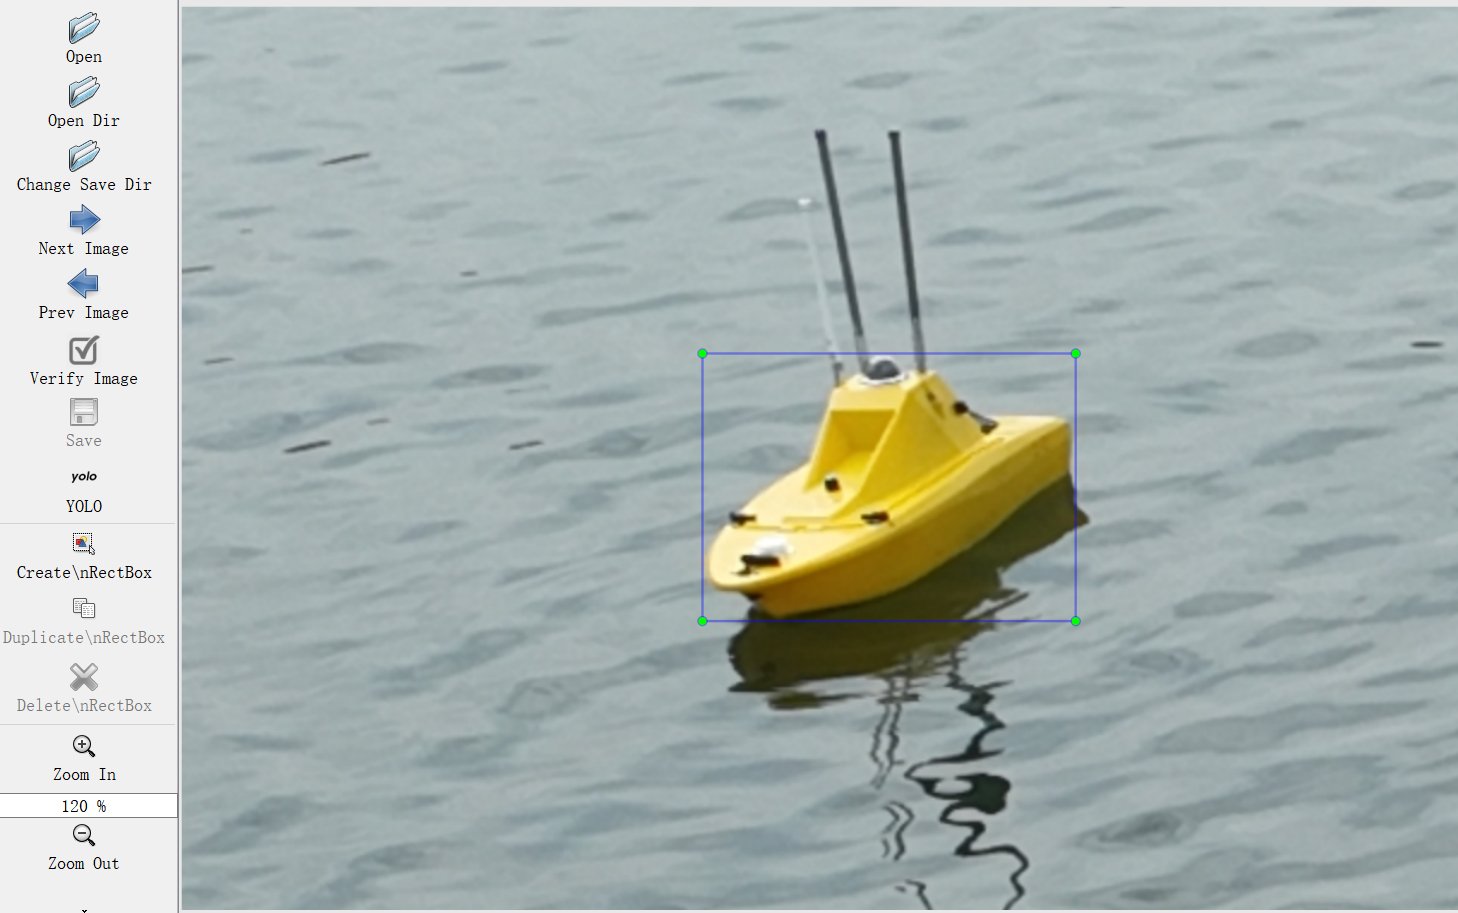 Open
Open Dir
Change Save Dir
Next Image
Prev Image
Verify Image
Save
yolo
YOLO
Create\nRectBox
Duplicate\nRectBox
Delete\nRectBox
Zoom In
120 %
Zoom Out